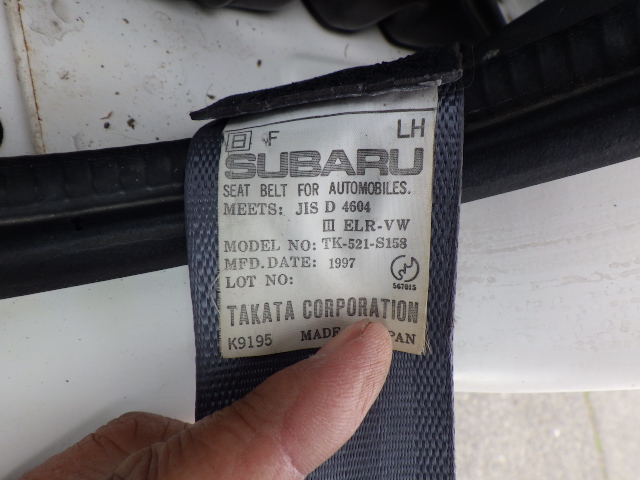 F LH
SUBARU
SEAT BELT FOR AUTOMOBILES.
MEETS: JIS D 4604
III ELR-VW
MODEL NO: TK-521-S158
MFD.DATE: 1997
LOT NO:
567015
TAKATA CORPORATION
K9195 MADE